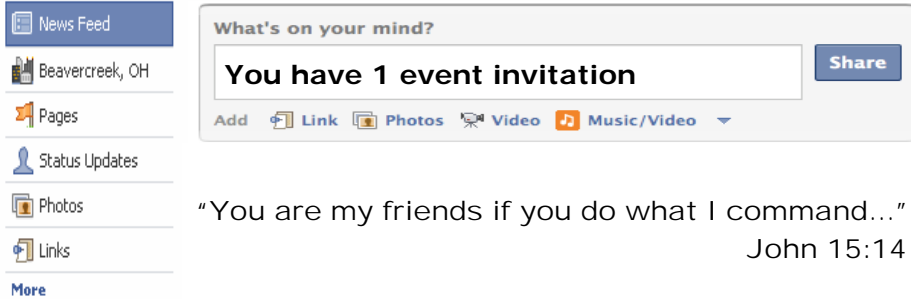 News Feed
Beavercreek, OH
Pages
Status Updates
Photos
Links
More
What's on your mind?
You have 1 event invitation
Share
Add Link Photos Video Music/Video
“You are my friends if you do what I command...”
John 15:14